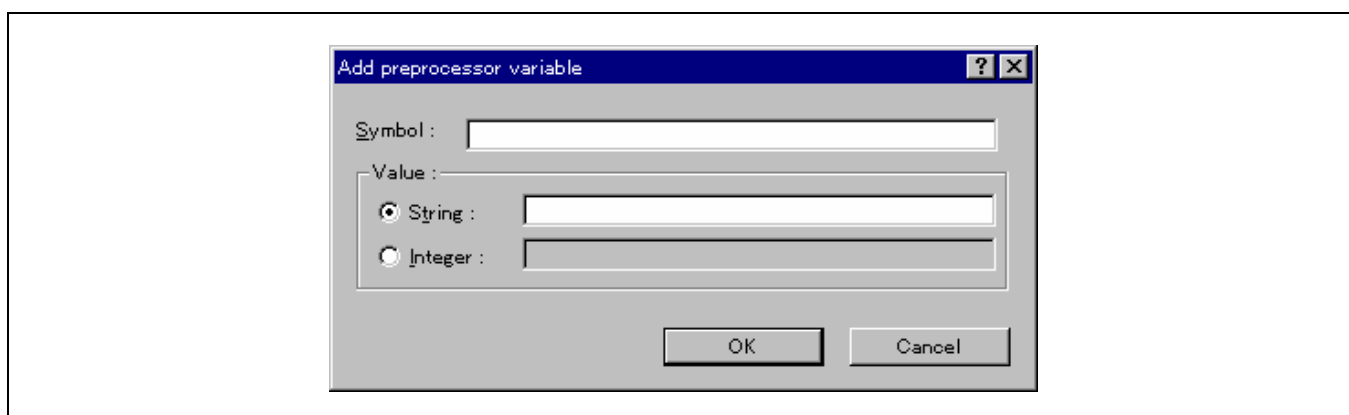 Add preprocessor variable
Symbol :
Value :
String :
Integer :
OK Cancel